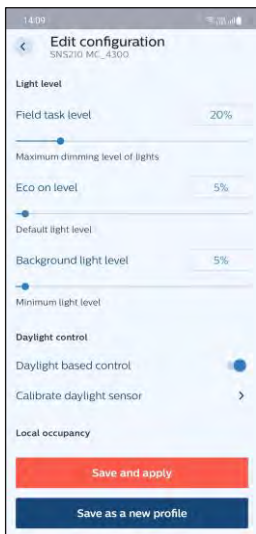 14:09
Edit configuration
SNS210 MC_4300
Light level
Field task level
20%
Maximum dimming level of lights
Eco on level
5%
Default light level
Background light level
5%
Minimum light level
Daylight control
Daylight based control
Calibrate daylight sensor
Local occupancy
Save and apply
Save as a new profile